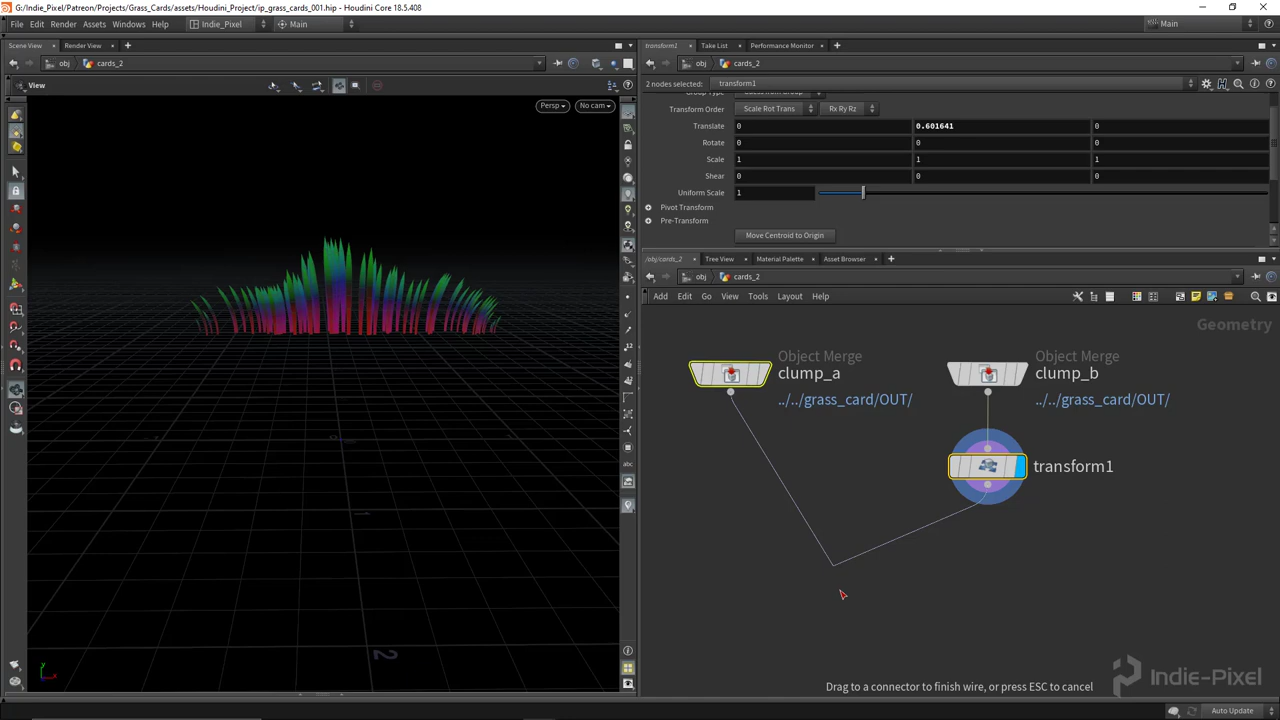 G:/Indie_Pixel/Patreon/Projects/Grass_Cards/assets/Houdini_Project/ip_grass_cards_001.hip - Houdini Core 18.5.408
File Edit Render Assets Windows Help Indie_Pixel Main Main
Scene View Render View
obj cards_2
View
Persp No cam
transform1 Take List Performance Monitor
obj cards_2
2 nodes selected: transform1
Transform Order Scale Rot Trans Rx Ry Rz
Translate 0 0.601641 0
Rotate 0 0 0
Scale 1 1 1
Shear 0 0 0
Uniform Scale 1
Pivot Transform
Pre-Transform
Move Centroid to Origin
/obj/cards_2 Tree View Material Palette Asset Browser
obj cards_2
Add Edit Go View Tools Layout Help
Geometry
Object Merge
clump_a
../../grass_card/OUT/
Object Merge
clump_b
../../grass_card/OUT/
transform1
2
Indie-Pixel
Drag to a connector to finish wire, or press ESC to cancel
Auto Update